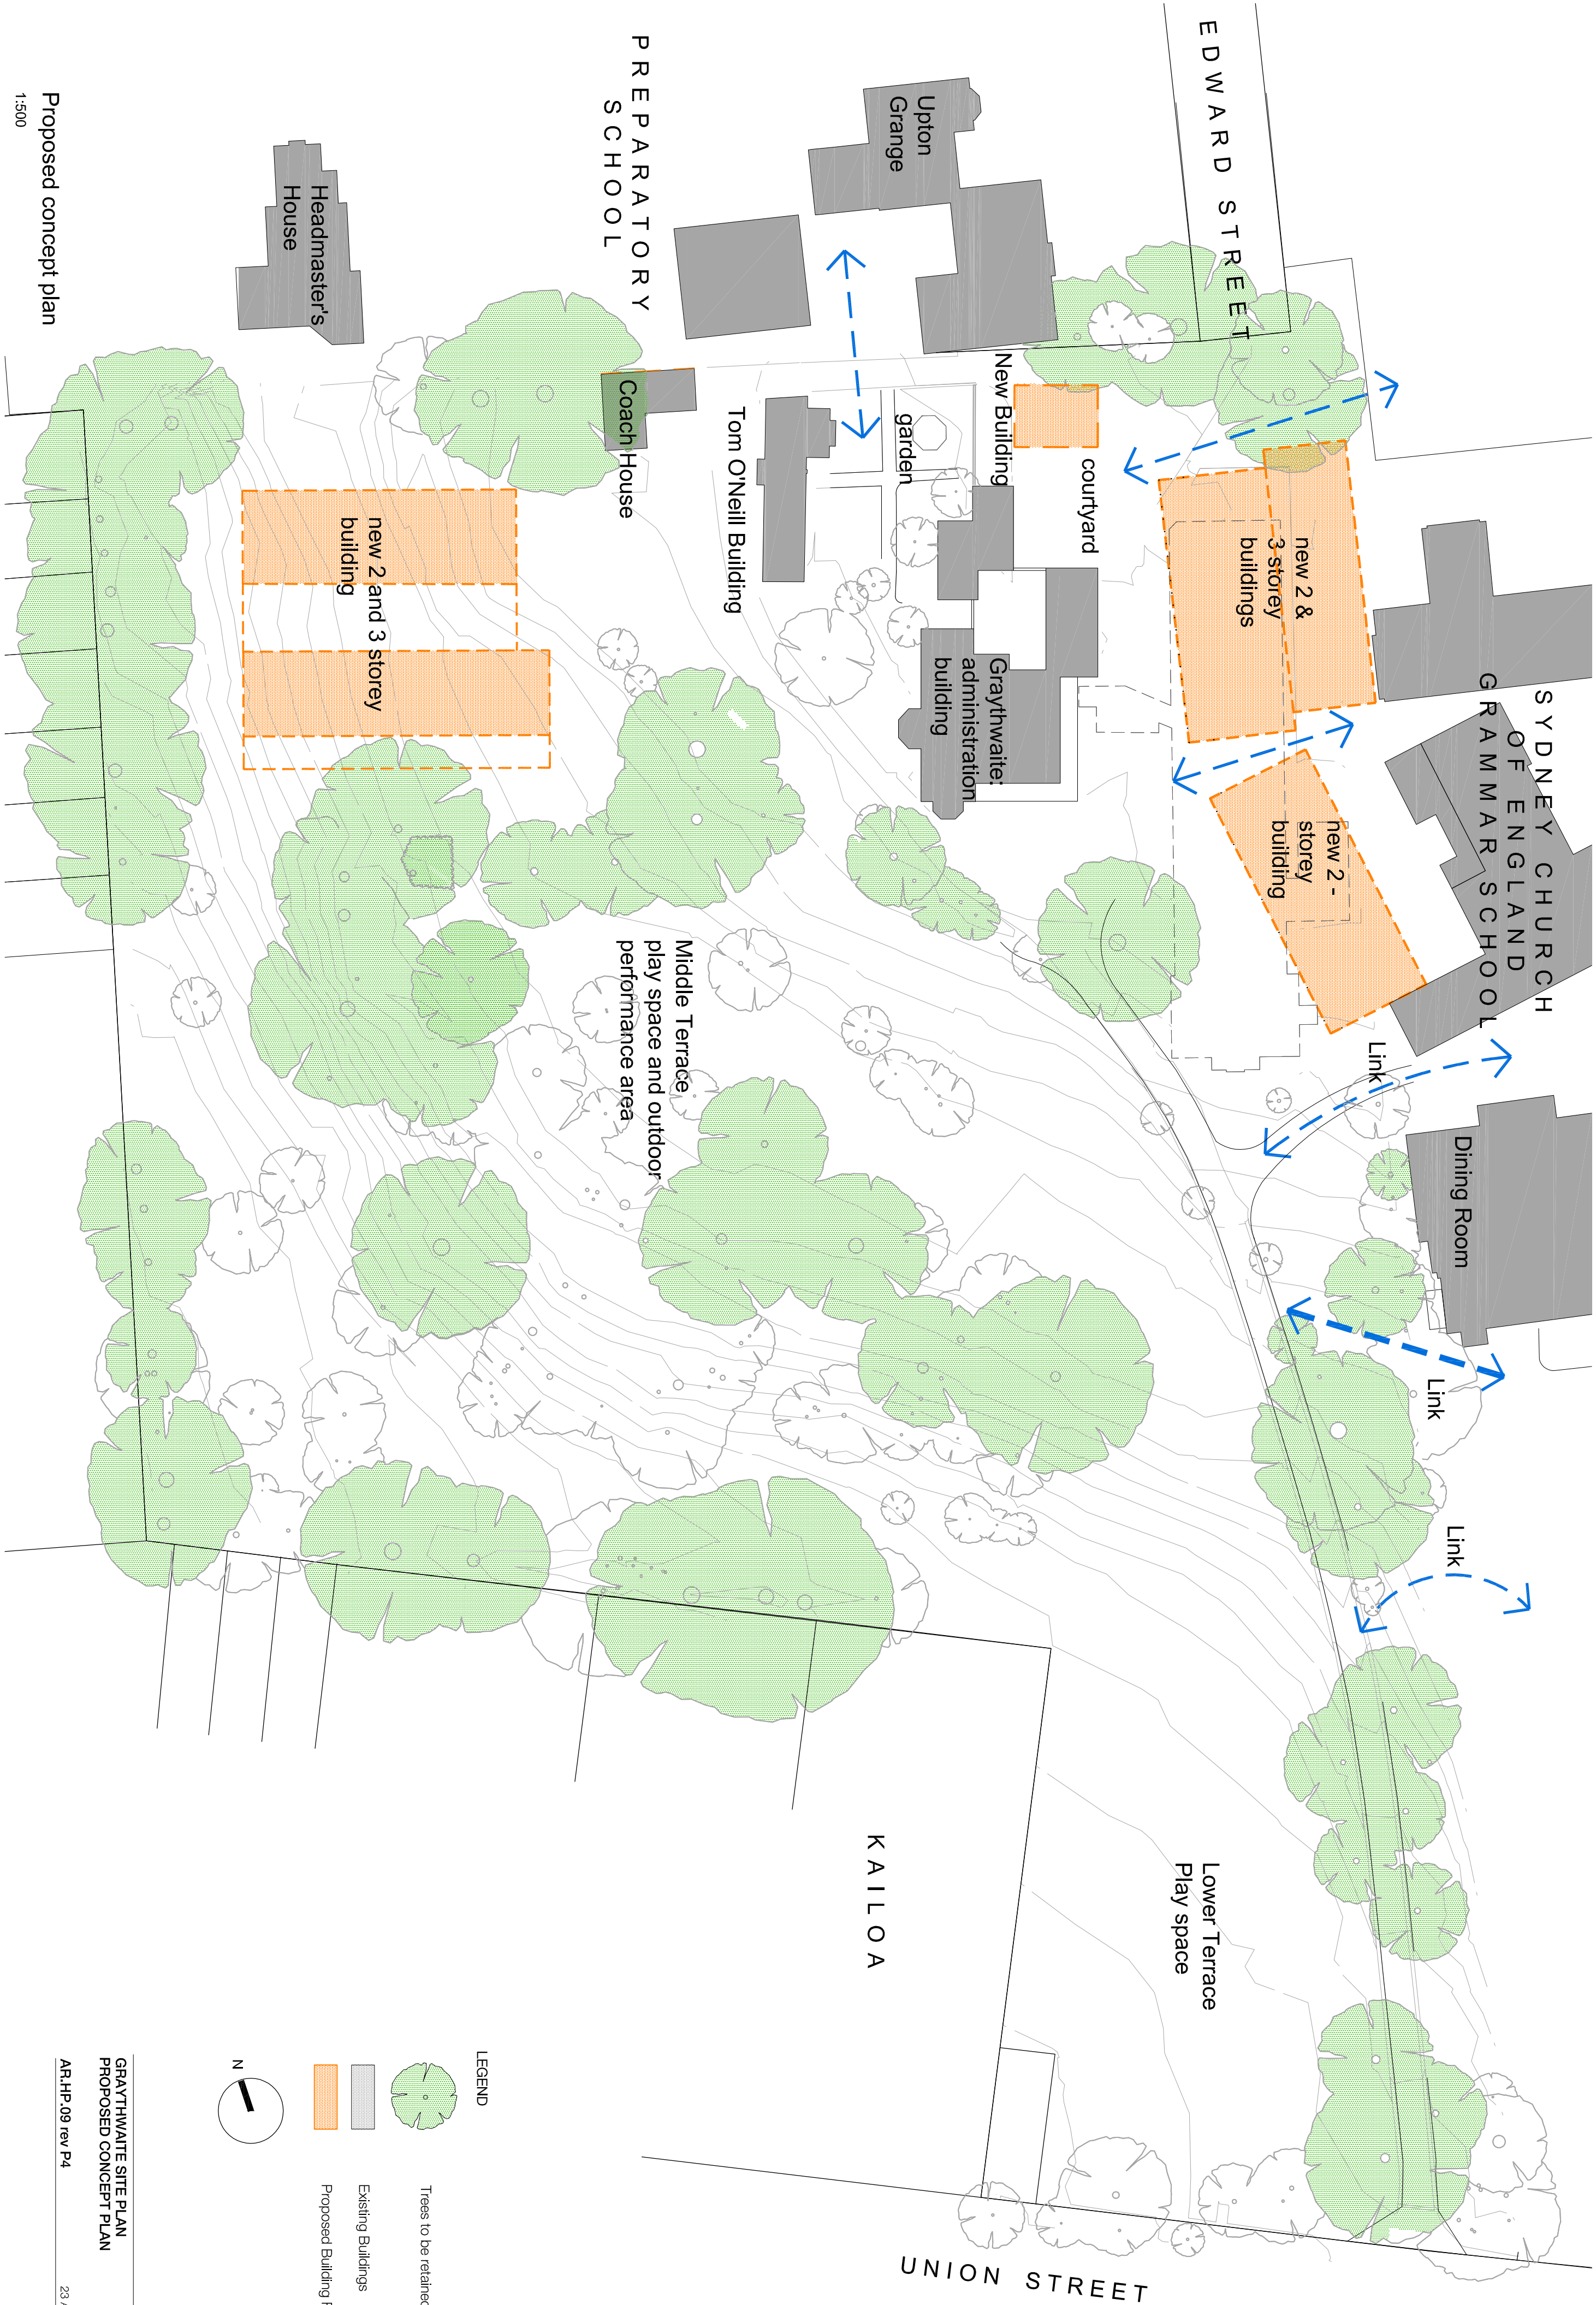 EDWARD STREET
Upton
Grange
PREPARATORY
SCHOOL
Headmaster's
House
Proposed concept plan
1:500
New Building
courtyard
garden
Coach House
Tom O'Neill Building
new 2 &
3 storey
buildings
new 2 and 3 storey
building
Graythwaite:
administration
building
SYDNEY CHURCH
OF ENGLAND
GRAMMAR SCHOOL
new 2 -
storey
building
Middle Terrace
play space and outdoor
performance area
Link
Dining Room
Link
Link
KAILOA
Lower Terrace
Play space
UNION STREET
LEGEND
Trees to be retained
Existing Buildings
Proposed Building
N
GRAYTHWAITE SITE PLAN
PROPOSED CONCEPT PLAN
AR.HP.09 rev P4
23